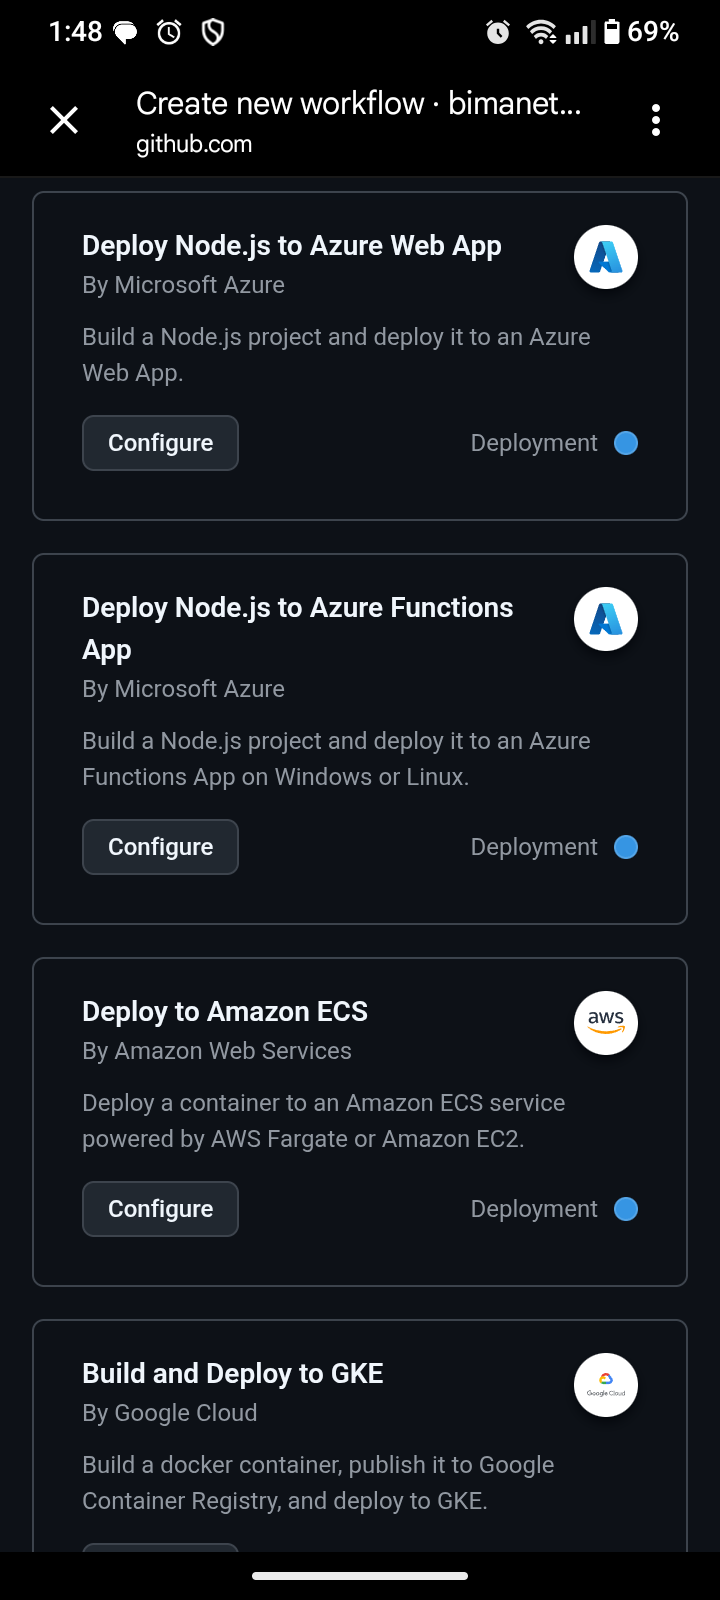 1:48
69%
Create new workflow · bimanet...
github.com
Deploy Node.js to Azure Web App
By Microsoft Azure
Build a Node.js project and deploy it to an Azure
Web App.
Configure
Deployment
Deploy Node.js to Azure Functions
App
By Microsoft Azure
Build a Node.js project and deploy it to an Azure
Functions App on Windows or Linux.
Configure
Deployment
Deploy to Amazon ECS
aws
By Amazon Web Services
Deploy a container to an Amazon ECS service
powered by AWS Fargate or Amazon EC2.
Configure
Deployment
Build and Deploy to GKE
Google Cloud
By Google Cloud
Build a docker container, publish it to Google
Container Registry, and deploy to GKE.